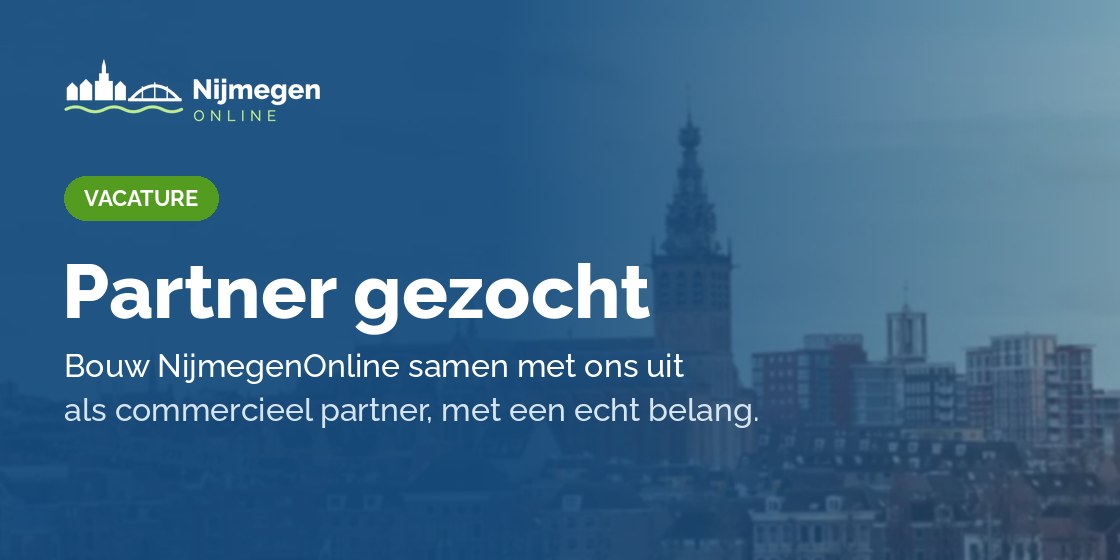 Nijmegen
ONLINE
VACATURE
Partner gezocht
Bouw NijmegenOnline samen met ons uit
als commercieel partner, met een echt belang.